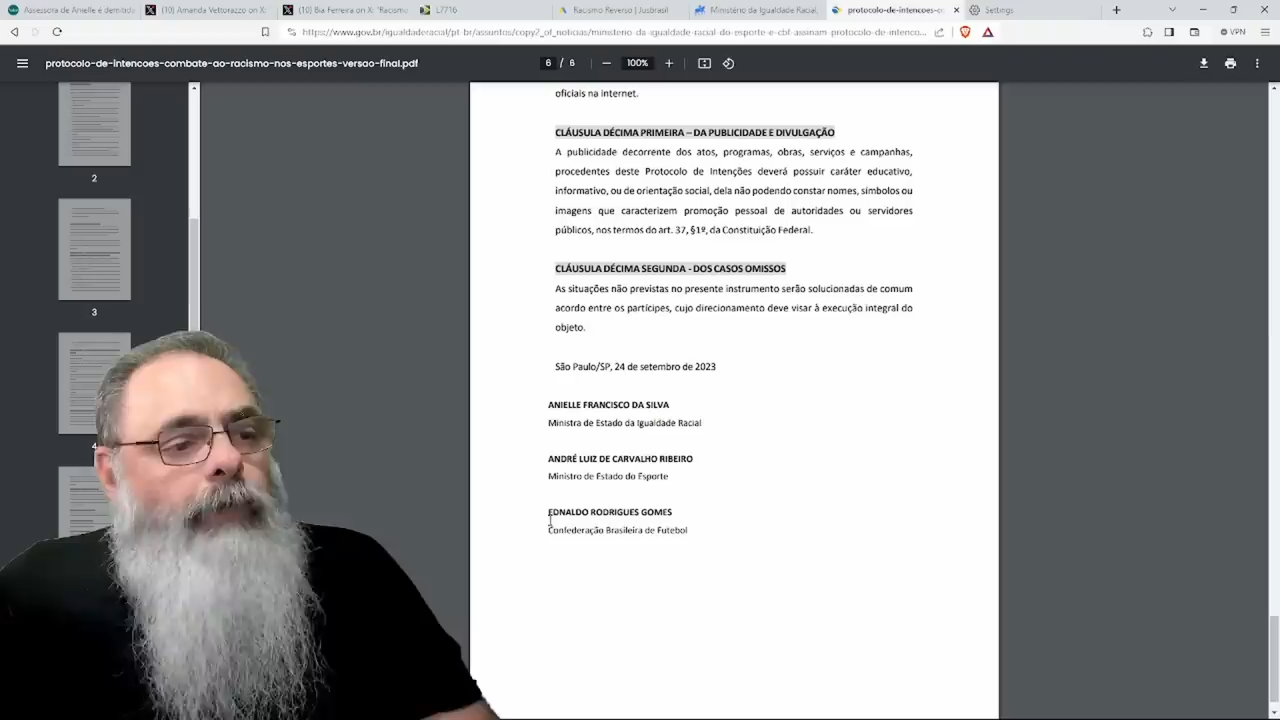 Assessora de Anielle é demitido
(10) Amanda Vettorazzo on X:
(10) Bia Ferreira on X: "Racismo
L7716
Racismo Reverso | Jusbrasil
Ministério da Igualdade Racial,
protocolo-de-intencoes-co
Settings
https://www.gov.br/igualdaderacial/pt-br/assuntos/copy2_of_noticias/ministerio-da-igualdade-racial-do-esporte-e-cbf-assinam-protocolo-de-intenco...
VPN
protocolo-de-intencoes-combate-ao-racismo-nos-esportes-versao-final.pdf
6 / 6
100%
2
3
4
oficiais na internet.
CLÁUSULA DÉCIMA PRIMEIRA – DA PUBLICIDADE E DIVULGAÇÃO
A publicidade decorrente dos atos, programas, obras, serviços e campanhas,
procedentes deste Protocolo de Intenções deverá possuir caráter educativo,
informativo, ou de orientação social, dela não podendo constar nomes, símbolos ou
imagens que caracterizem promoção pessoal de autoridades ou servidores
públicos, nos termos do art. 37, §1º, da Constituição Federal.
CLÁUSULA DÉCIMA SEGUNDA - DOS CASOS OMISSOS
As situações não previstas no presente instrumento serão solucionadas de comum
acordo entre os partícipes, cujo direcionamento deve visar à execução integral do
objeto.
São Paulo/SP, 24 de setembro de 2023
ANIELLE FRANCISCO DA SILVA
Ministra de Estado da Igualdade Racial
ANDRÉ LUIZ DE CARVALHO RIBEIRO
Ministro de Estado do Esporte
EDNALDO RODRIGUES GOMES
Confederação Brasileira de Futebol